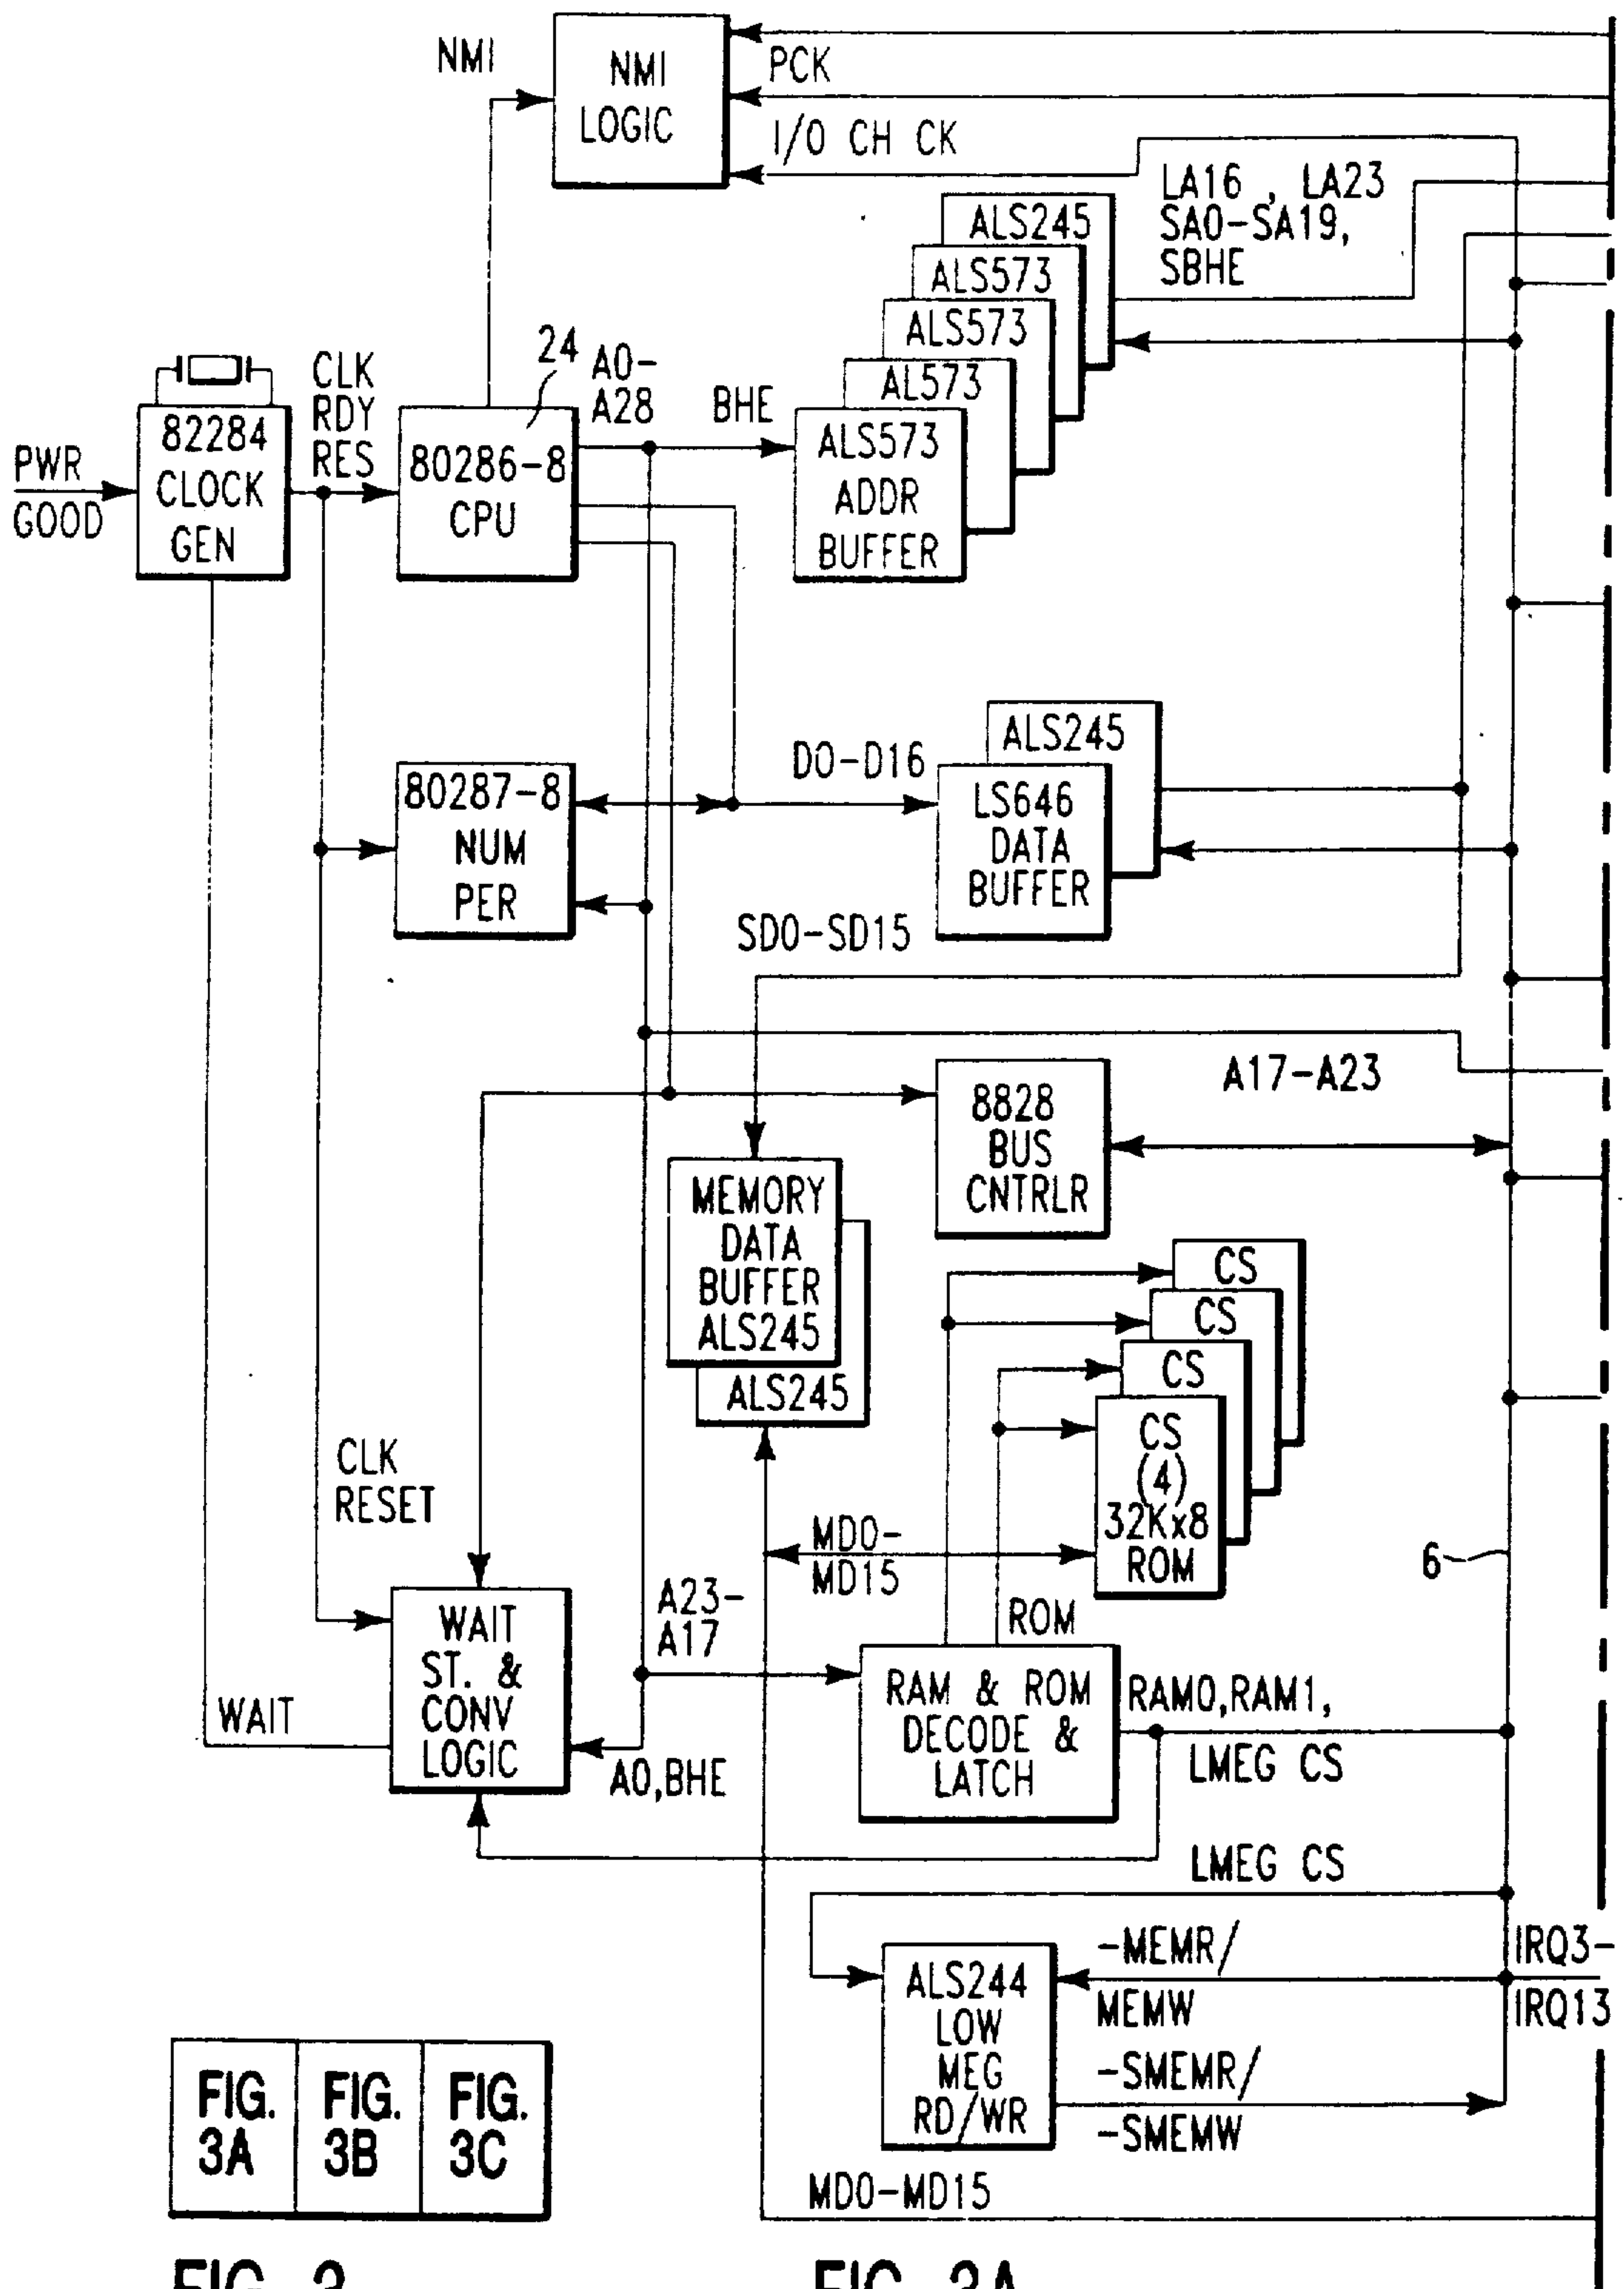 NMI
NMI
LOGIC
PCK
I/O CH CK
LA16 , LA23
SA0-SA19,
SBHE
ALS245
ALS573
ALS573
AL573
ALS573
ADDR
BUFFER
BHE
24
A0-
A28
CLK
RDY
RES
82284
CLOCK
GEN
PWR
GOOD
80286-8
CPU
80287-8
NUM
PER
D0-D16
ALS245
LS646
DATA
BUFFER
SD0-SD15
A17-A23
8828
BUS
CNTRLR
MEMORY
DATA
BUFFER
ALS245
ALS245
CS
CS
CS
CS
(4)
32Kx8
ROM
CLK
RESET
MD0-
MD15
6
A23-
A17
ROM
WAIT
ST. &
CONV
LOGIC
WAIT
A0,BHE
RAM & ROM
DECODE &
LATCH
RAM0,RAM1,
LMEG CS
LMEG CS
ALS244
LOW
MEG
RD/WR
-MEMR/
MEMW
-SMEMR/
-SMEMW
IRQ3-
IRQ13
MD0-MD15
FIG.
3A
FIG.
3B
FIG.
3C
FIG. 3
FIG. 3A